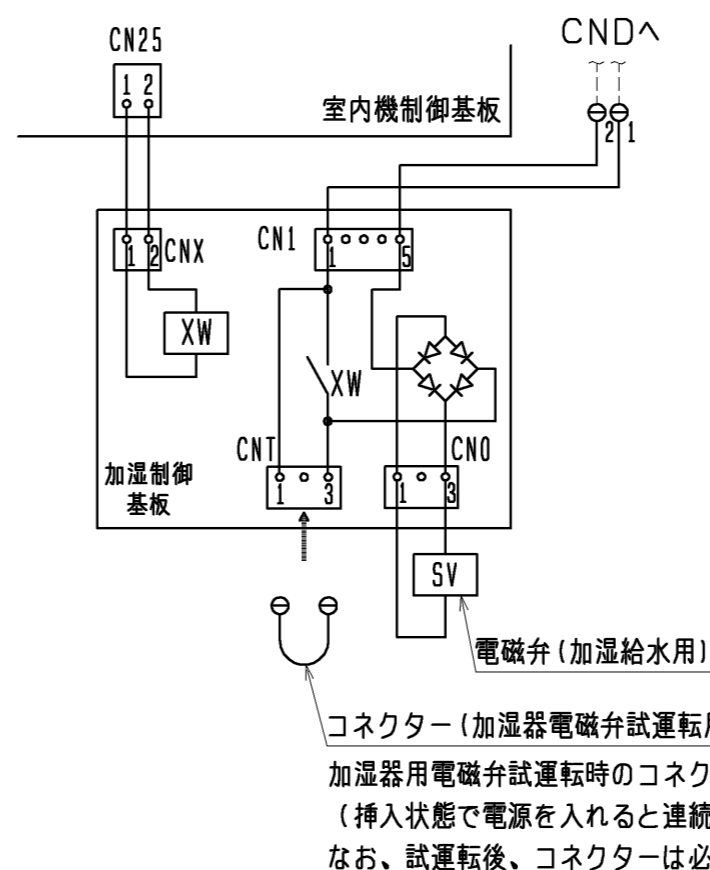 CN25
CNDへ
1 2
室内機制御基板
2 1
CN1
1 2 CNX
1 5
XW
XW
CNT
CNO
加湿制御
基板
1 3
1 3
SV
電磁弁(加湿給水用)
コネクター(加湿器電磁弁試運転
加湿器用電磁弁試運転時のコネク
(挿入状態で電源を入れると連続
なお、試運転後、コネクターは必